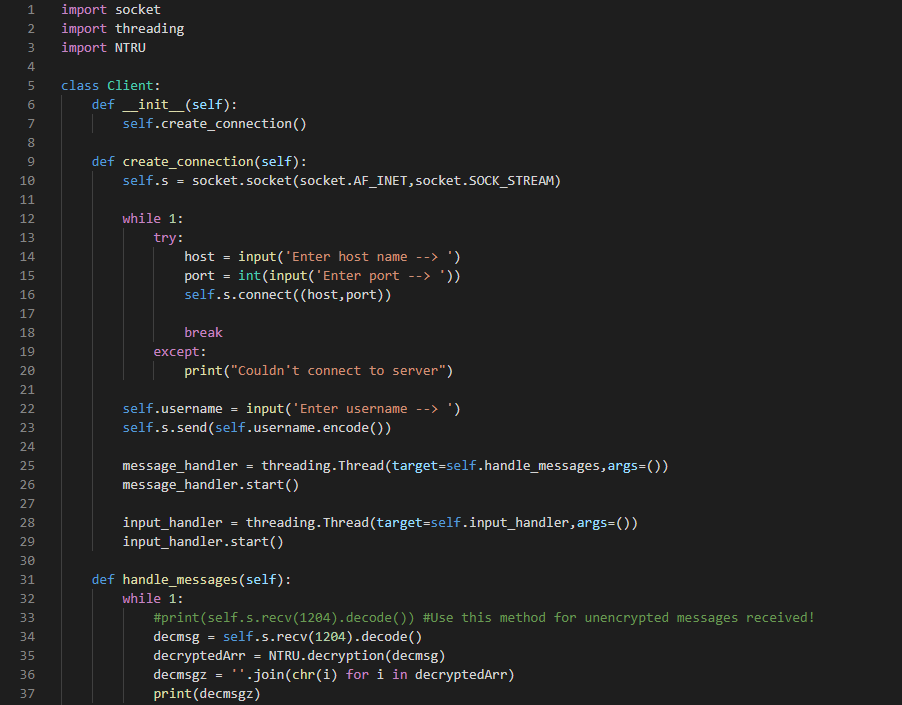 1 import socket
2 import threading
3 import NTRU
4
5 class Client:
6     def __init__(self):
7         self.create_connection()
8
9     def create_connection(self):
10         self.s = socket.socket(socket.AF_INET,socket.SOCK_STREAM)
11
12         while 1:
13             try:
14                 host = input('Enter host name --> ')
15                 port = int(input('Enter port --> '))
16                 self.s.connect((host,port))
17
18                 break
19             except:
20                 print("Couldn't connect to server")
21
22         self.username = input('Enter username --> ')
23         self.s.send(self.username.encode())
24
25         message_handler = threading.Thread(target=self.handle_messages,args=())
26         message_handler.start()
27
28         input_handler = threading.Thread(target=self.input_handler,args=())
29         input_handler.start()
30
31     def handle_messages(self):
32         while 1:
33             #print(self.s.recv(1204).decode()) #Use this method for unencrypted messages received!
34             decmsg = self.s.recv(1204).decode()
35             decryptedArr = NTRU.decryption(decmsg)
36             decmsgz = ''.join(chr(i) for i in decryptedArr)
37             print(decmsgz)